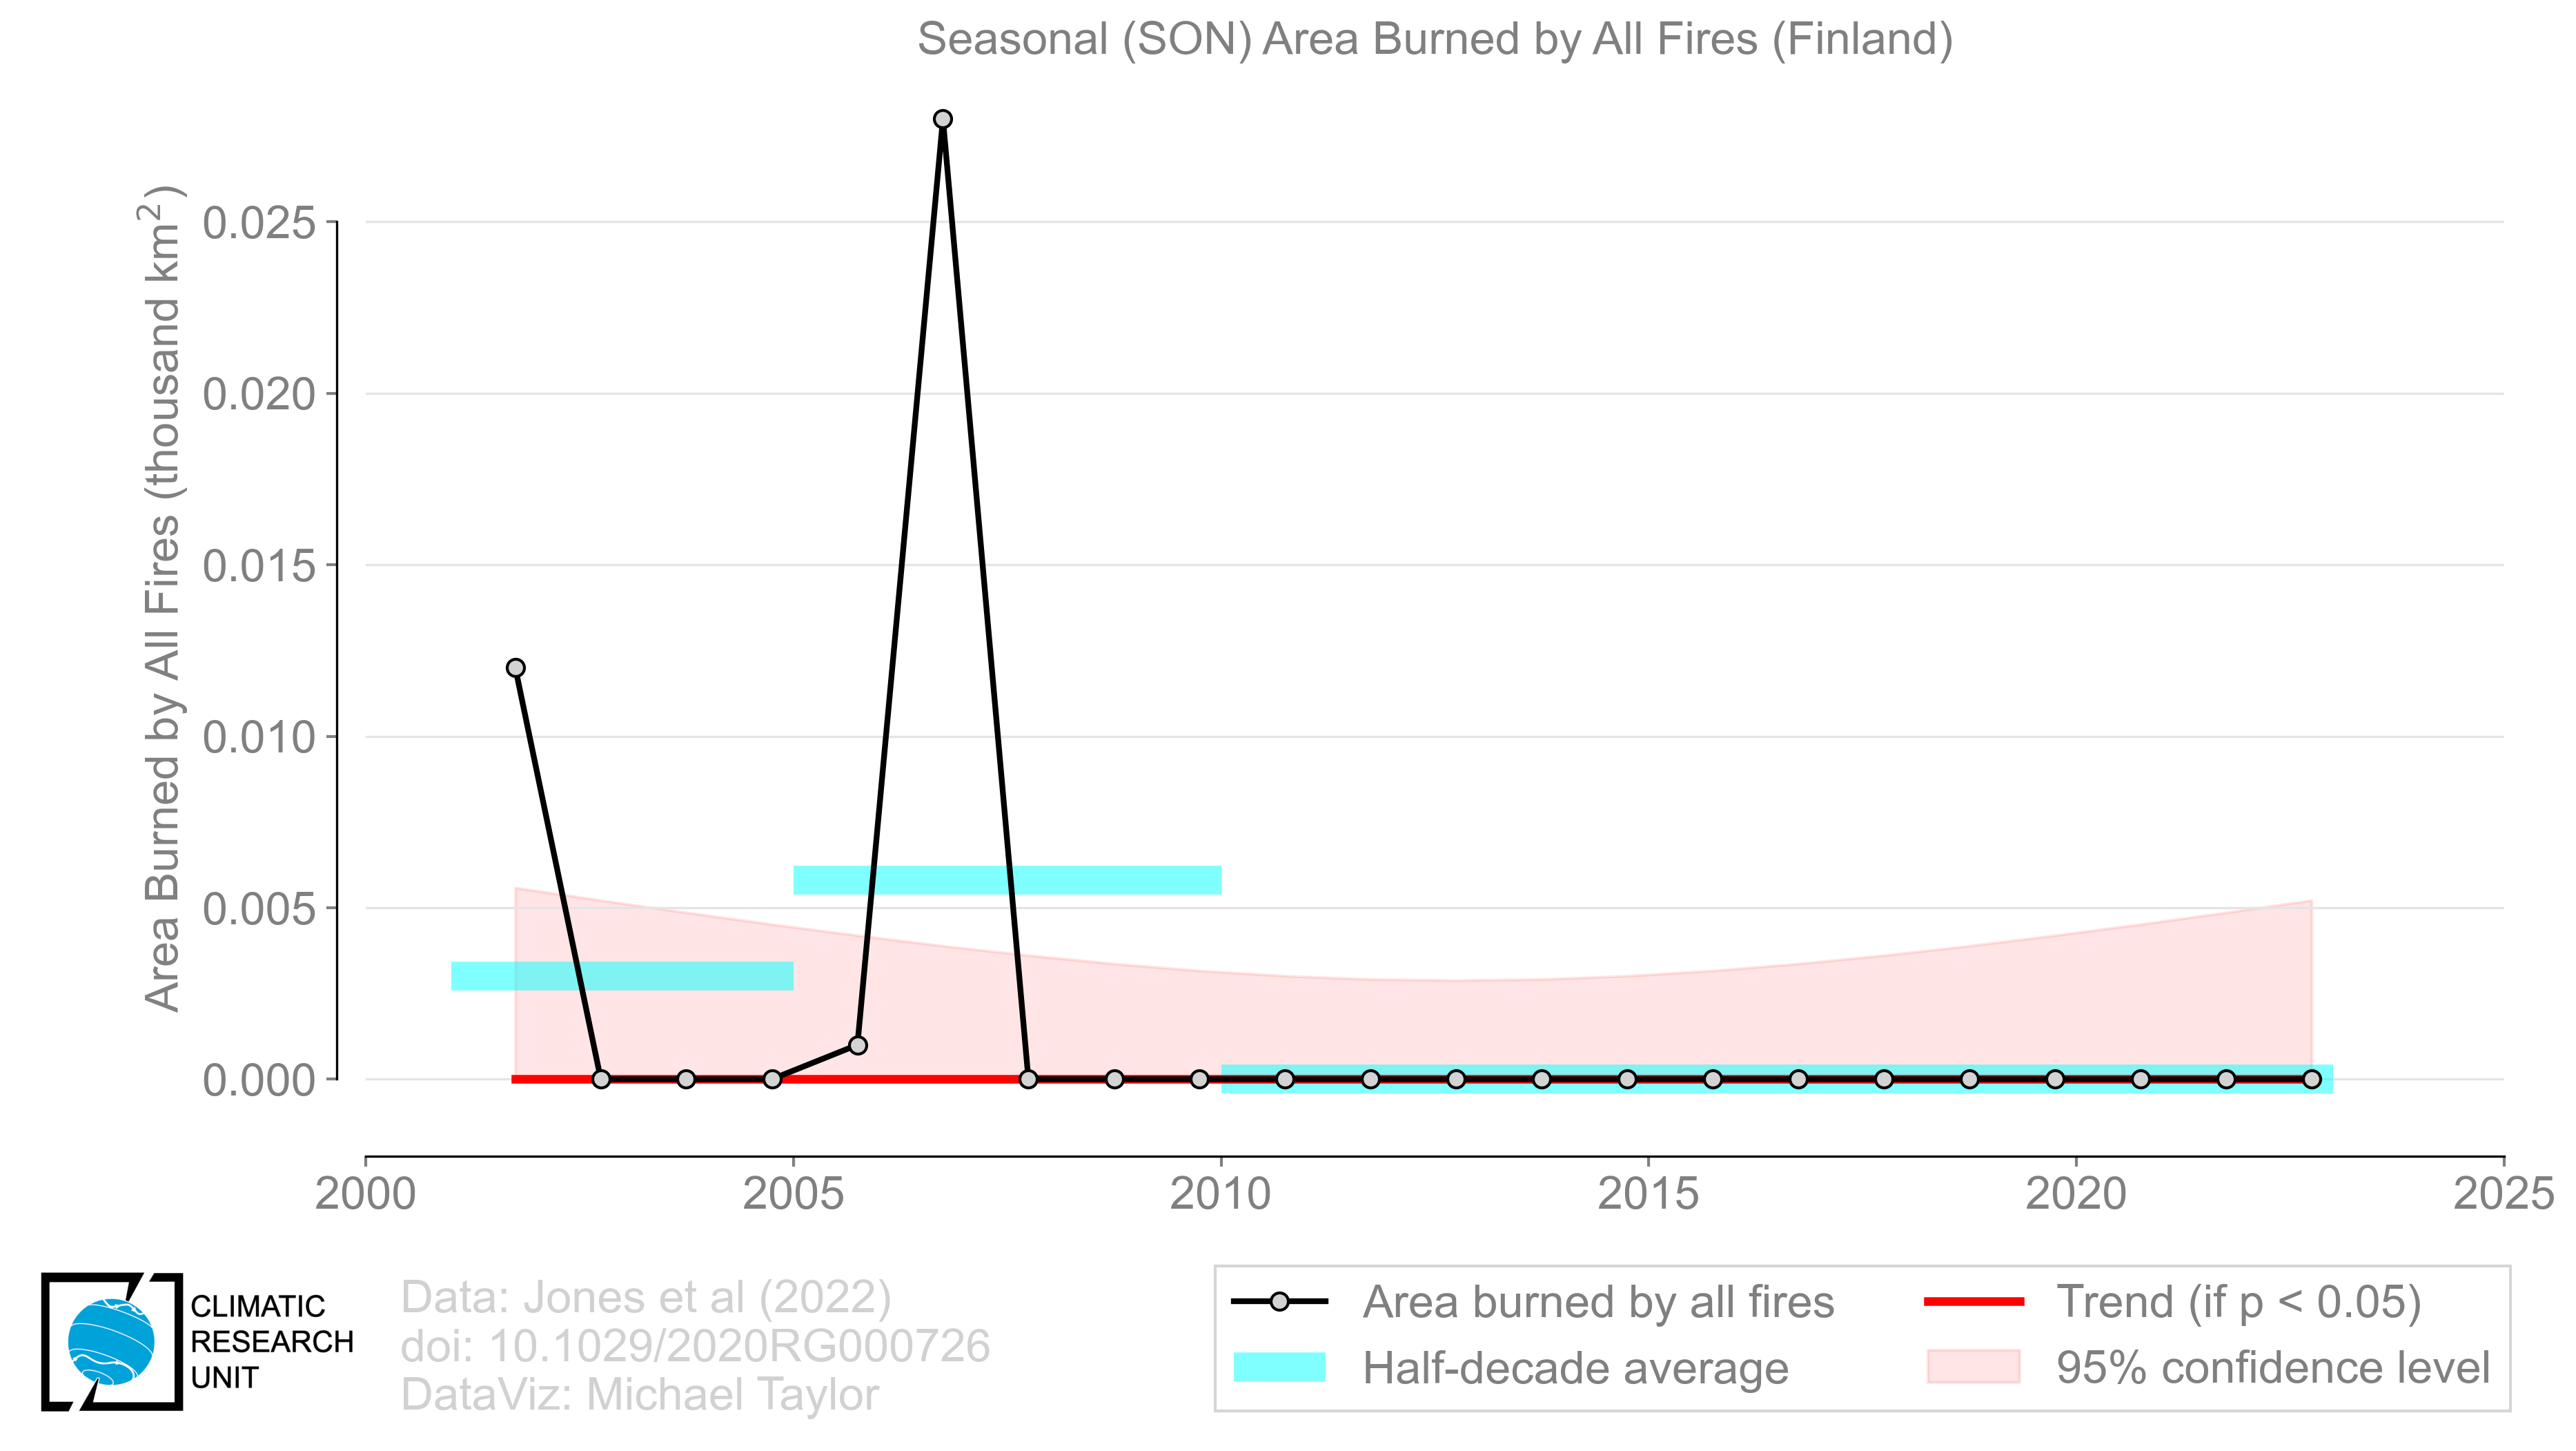 Seasonal (SON) Area Burned by All Fires (Finland)
Area Burned by All Fires (thousand km²)
0.025
0.020
0.015
0.010
0.005
0.000
2000 2005 2010 2015 2020 2025
CLIMATIC
RESEARCH
UNIT
Data: Jones et al (2022)
doi: 10.1029/2020RG000726
DataViz: Michael Taylor
Area burned by all fires
Half-decade average
Trend (if p < 0.05)
95% confidence level